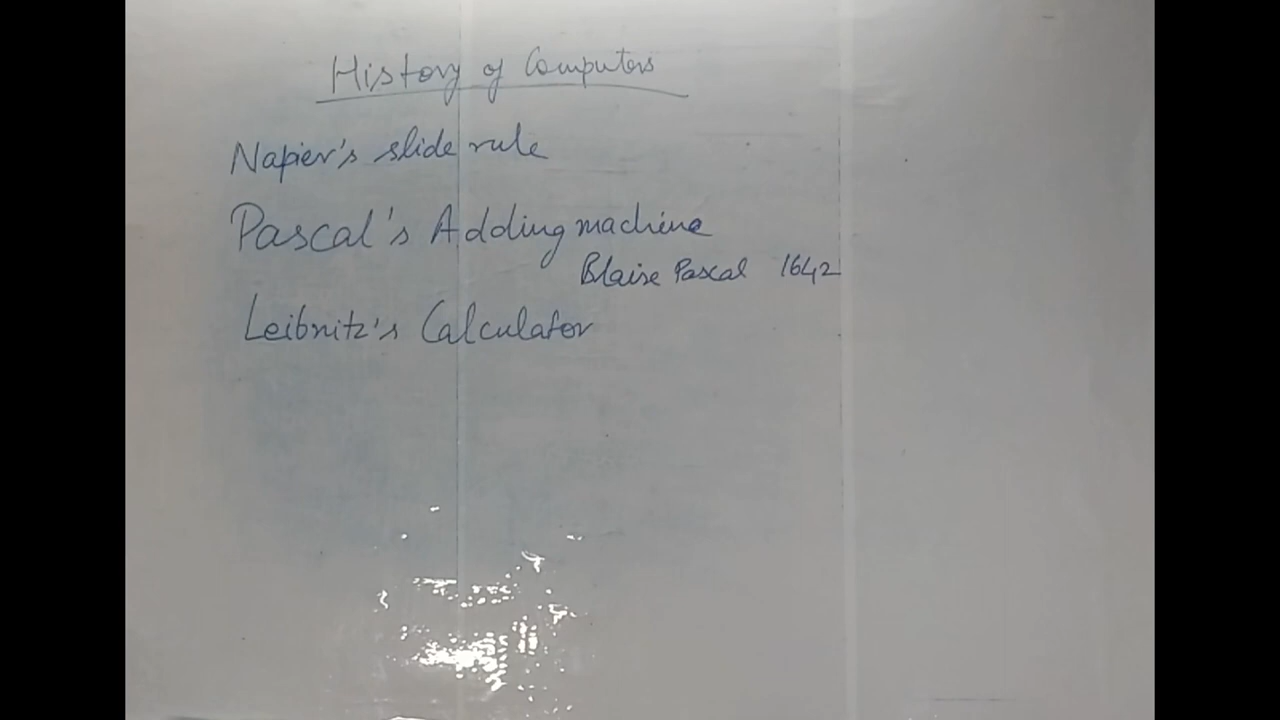 History of Computers
Napier's slide rule
Pascal's Adding machine
Blaise Pascal 1642
Leibnitz's Calculator